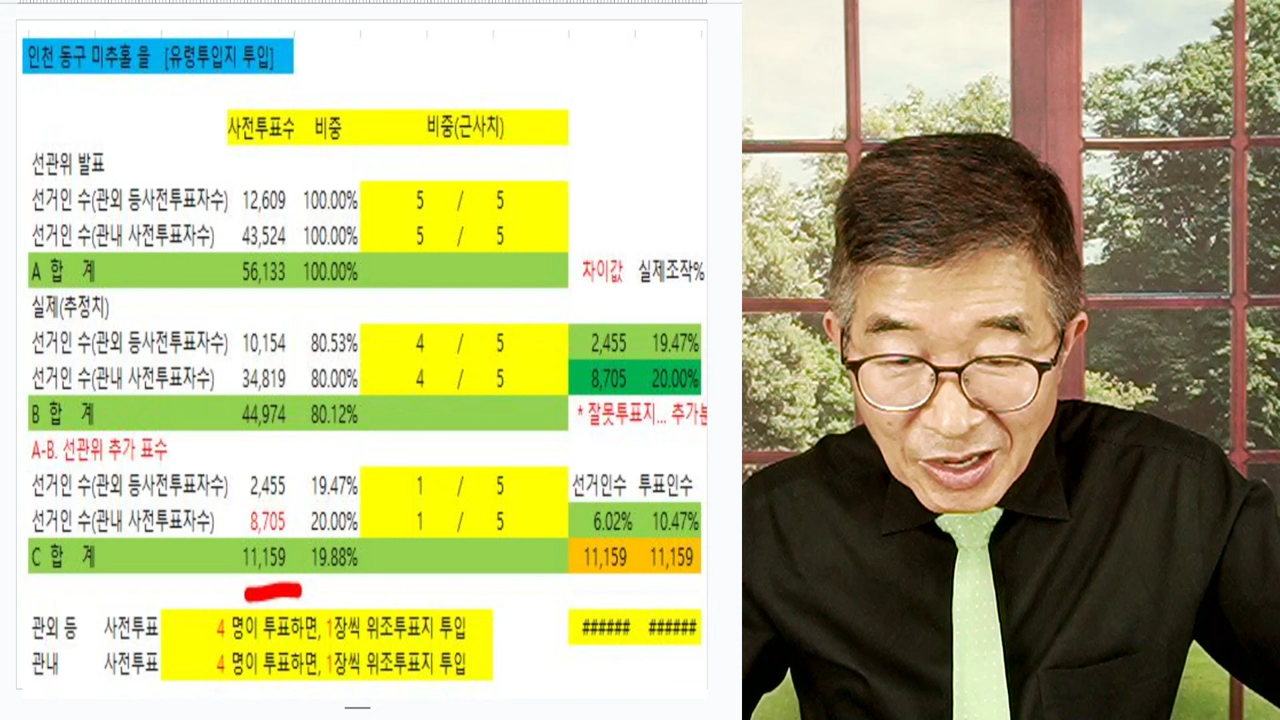 인천 동구 미추홀 을 [유령투입지 투입]
사전투표수 비중 비중(근사치)
선관위 발표
선거인 수(관외 등사전투표자수) 12,609 100.00% 5 / 5
선거인 수(관내 사전투표자수) 43,524 100.00% 5 / 5
A 합 계 56,133 100.00% 차이값 실제조작%
실제(추정치)
선거인 수(관외 등사전투표자수) 10,154 80.53% 4 / 5 2,455 19.47%
선거인 수(관내 사전투표자수) 34,819 80.00% 4 / 5 8,705 20.00%
B 합 계 44,974 80.12% * 잘못투표지... 추가분
A-B. 선관위 추가 표수
선거인 수(관외 등사전투표자수) 2,455 19.47% 1 / 5 선거인수 투표인수
선거인 수(관내 사전투표자수) 8,705 20.00% 1 / 5 6.02% 10.47%
C 합 계 11,159 19.88% 11,159 11,159
관외 등 사전투표 4 명이 투표하면, 1장씩 위조투표지 투입 ###### ######
관내 사전투표 4 명이 투표하면, 1장씩 위조투표지 투입